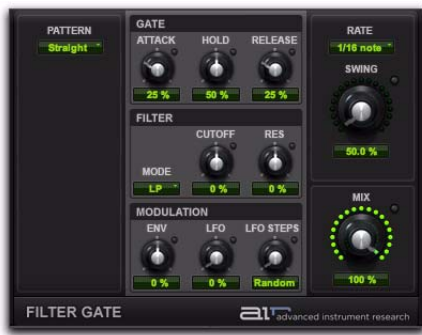 PATTERN
Straight
GATE
ATTACK HOLD RELEASE
25 % 50 % 25 %
FILTER
CUTOFF RES
MODE
LP 0 % 0 %
MODULATION
ENV LFO LFO STEPS
0 % 0 % Random
RATE
1/16 note
SWING
50.0 %
MIX
100 %
FILTER GATE
aır advanced instrument research